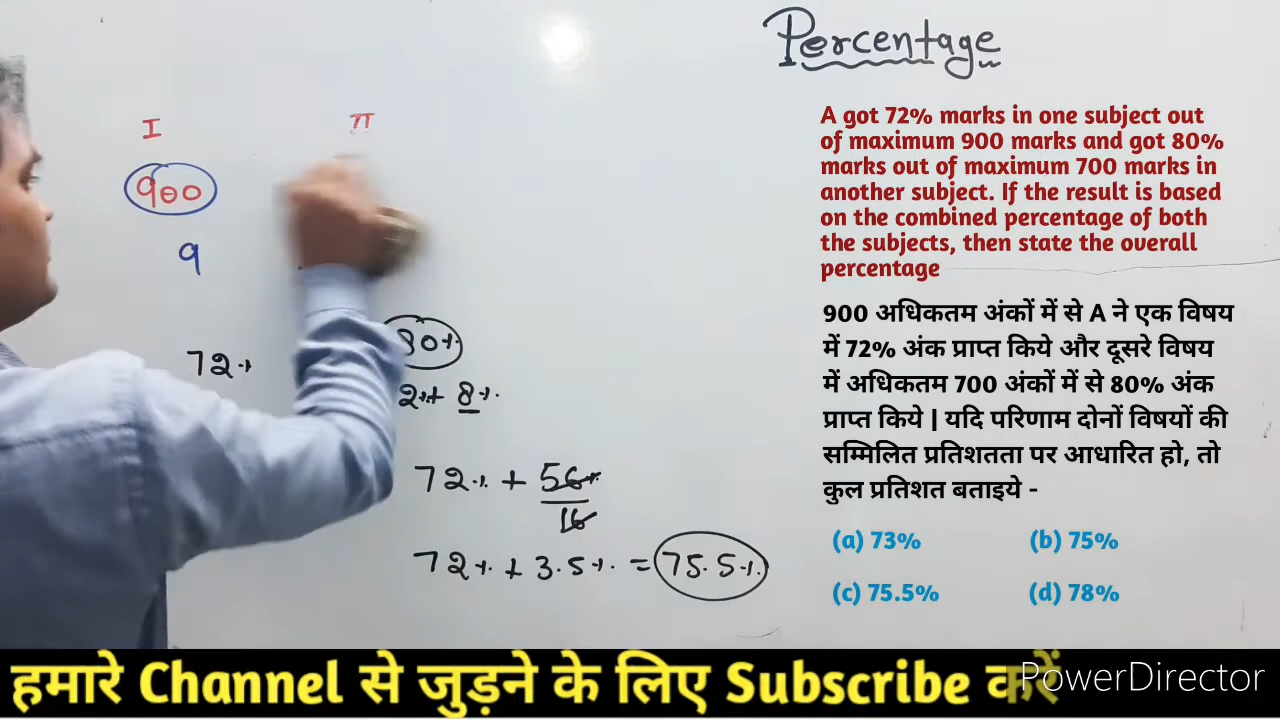 Percentage
I
II
900
9
72%
80%
2% + 8%
72% + 56%
16
72% + 3.5% = 75.5%
A got 72% marks in one subject out
of maximum 900 marks and got 80%
marks out of maximum 700 marks in
another subject. If the result is based
on the combined percentage of both
the subjects, then state the overall
percentage
900 अधिकतम अंकों में से A ने एक विषय
में 72% अंक प्राप्त किये और दूसरे विषय
में अधिकतम 700 अंकों में से 80% अंक
प्राप्त किये | यदि परिणाम दोनों विषयों की
सम्मिलित प्रतिशतता पर आधारित हो, तो
कुल प्रतिशत बताइये -
(a) 73% (b) 75%
(c) 75.5% (d) 78%
हमारे Channel से जुड़ने के लिए Subscribe करें
PowerDirector